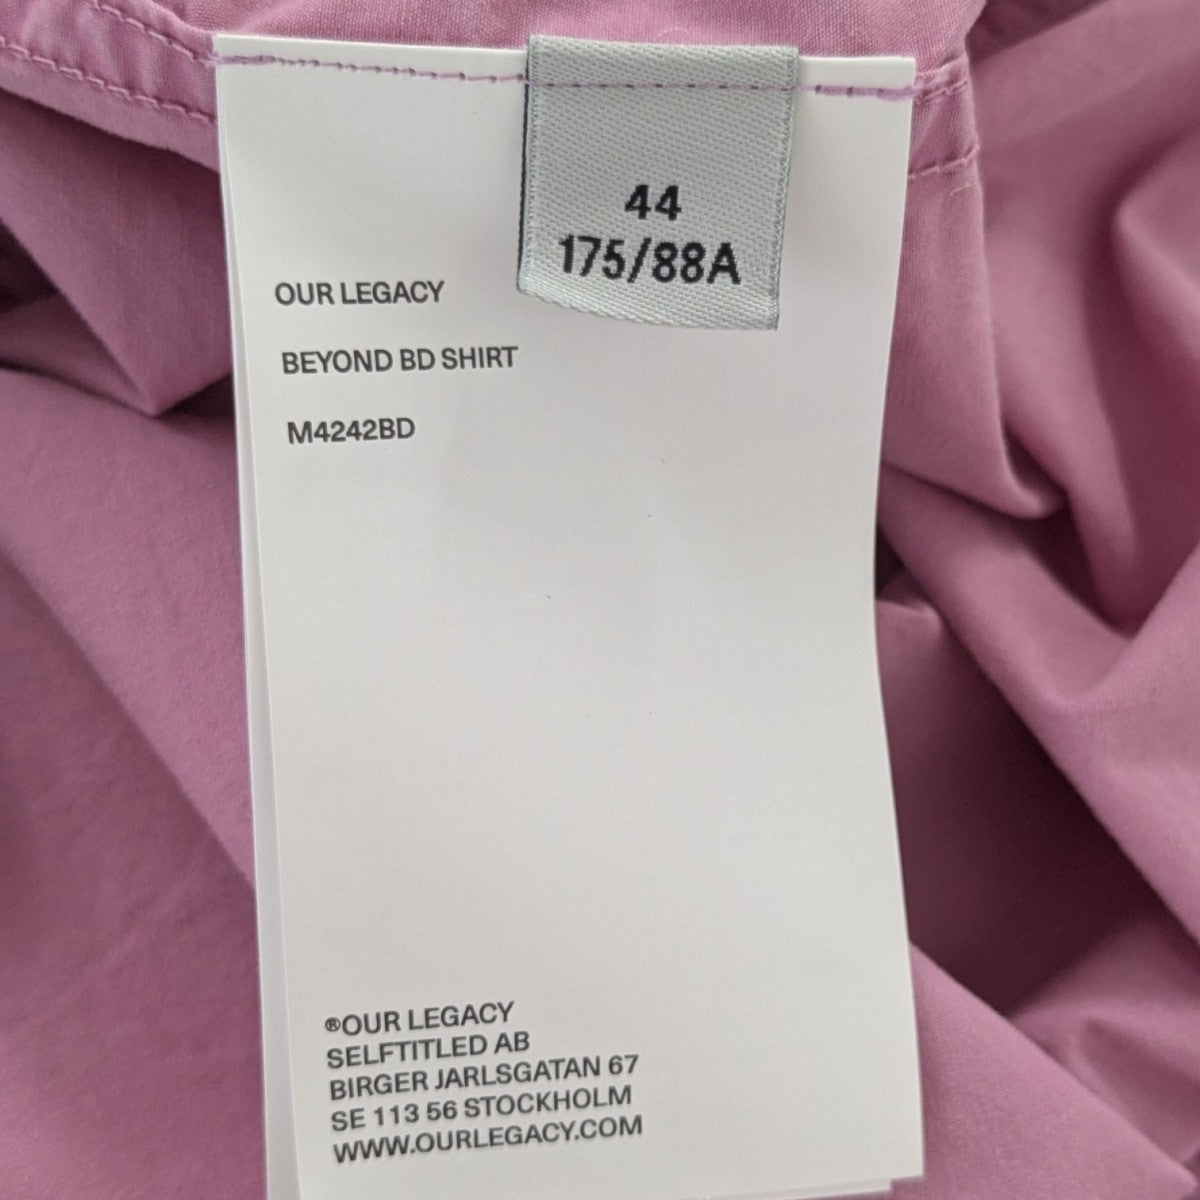 44
175/88A
OUR LEGACY
BEYOND BD SHIRT
M4242BD
®OUR LEGACY
SELFTITLED AB
BIRGER JARLSGATAN 67
SE 113 56 STOCKHOLM
WWW.OURLEGACY.COM